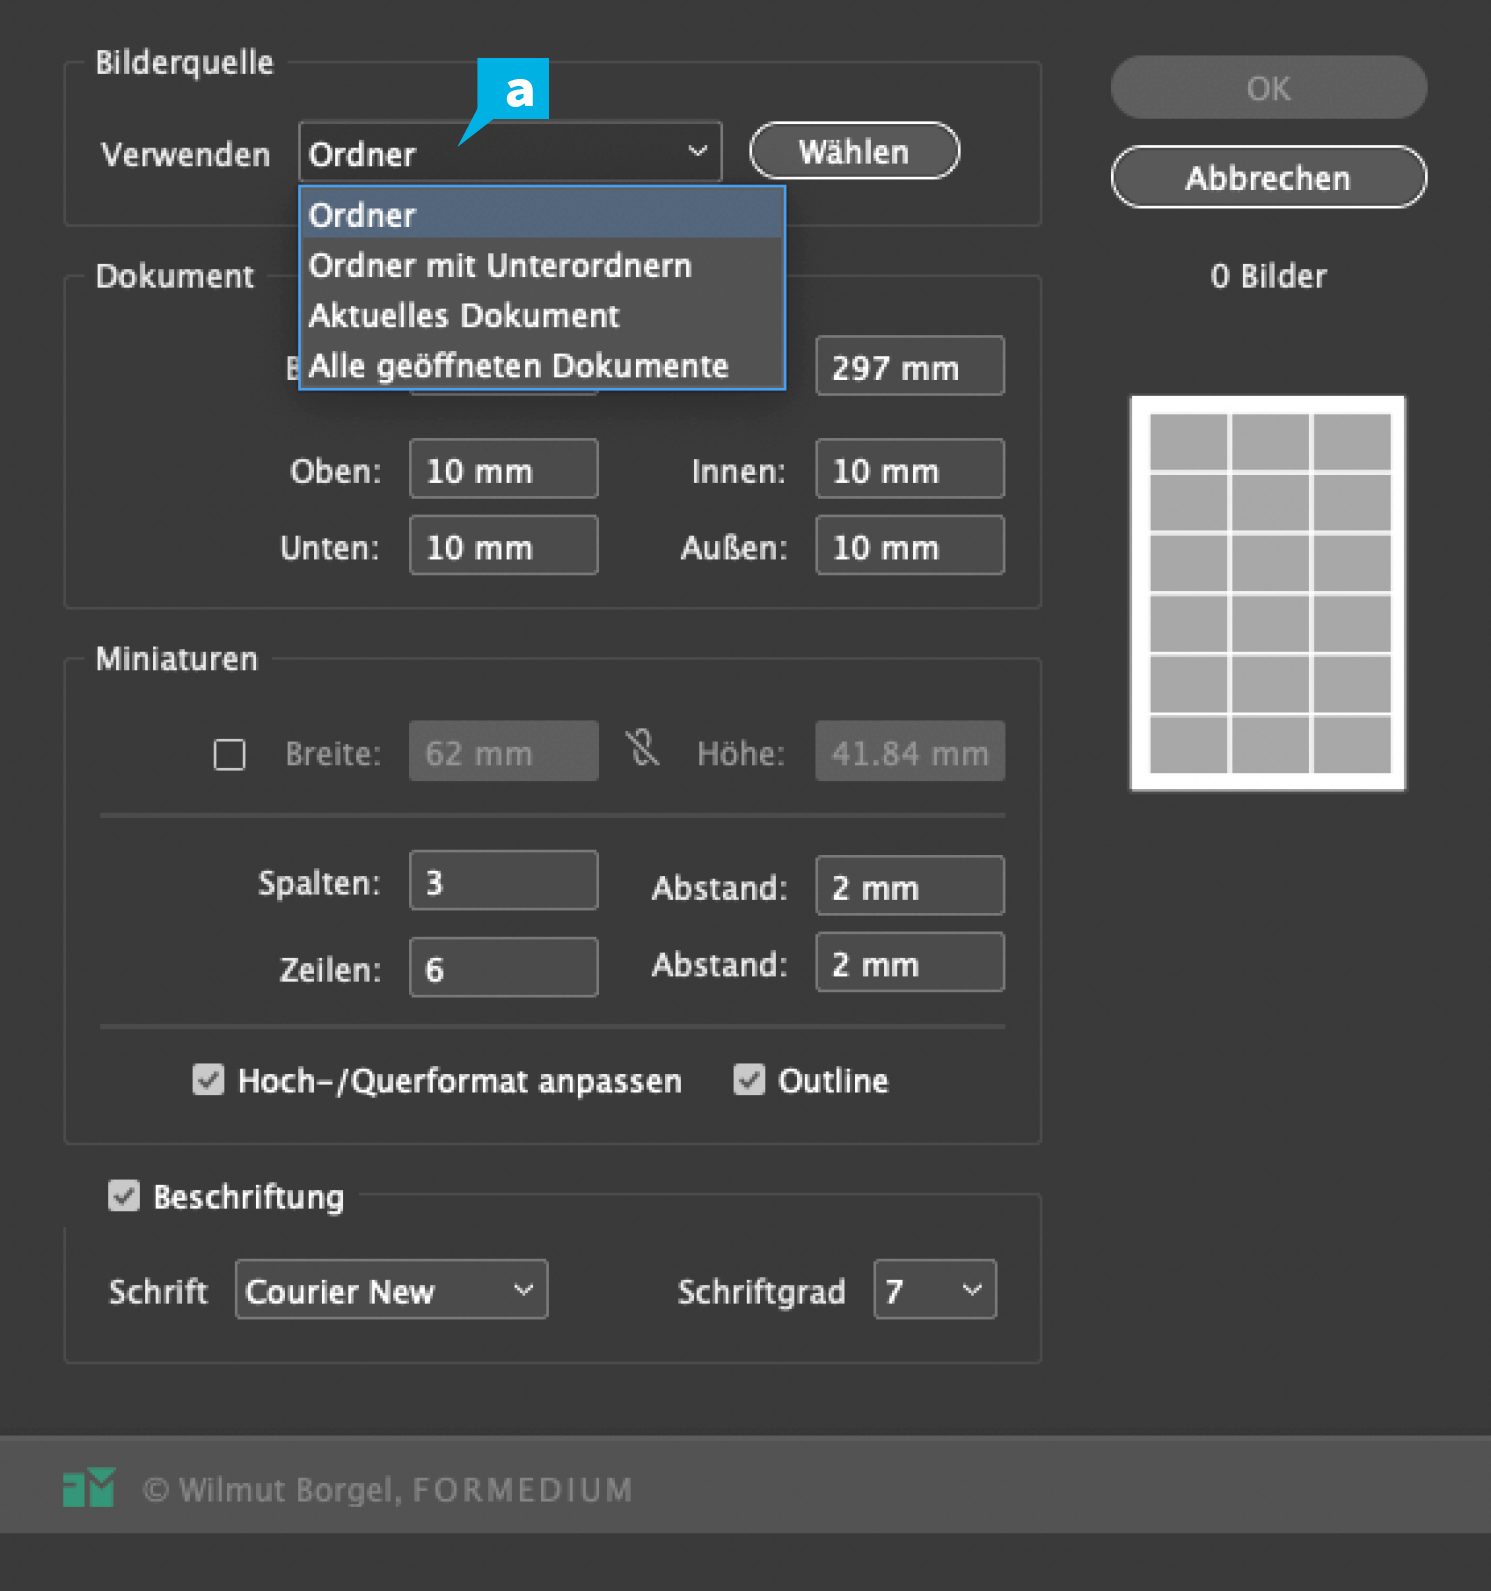 Bilderquelle
a
OK
Verwenden Ordner Wählen
Abbrechen
Ordner
Ordner mit Unterordnern
Aktuelles Dokument
Alle geöffneten Dokumente
Dokument
0 Bilder
297 mm
Oben: 10 mm Innen: 10 mm
Unten: 10 mm Außen: 10 mm
Miniaturen
Breite: 62 mm Höhe: 41.84 mm
Spalten: 3 Abstand: 2 mm
Zeilen: 6 Abstand: 2 mm
Hoch-/Querformat anpassen Outline
Beschriftung
Schrift Courier New Schriftgrad 7
© Wilmut Borgel, FORMEDIUM